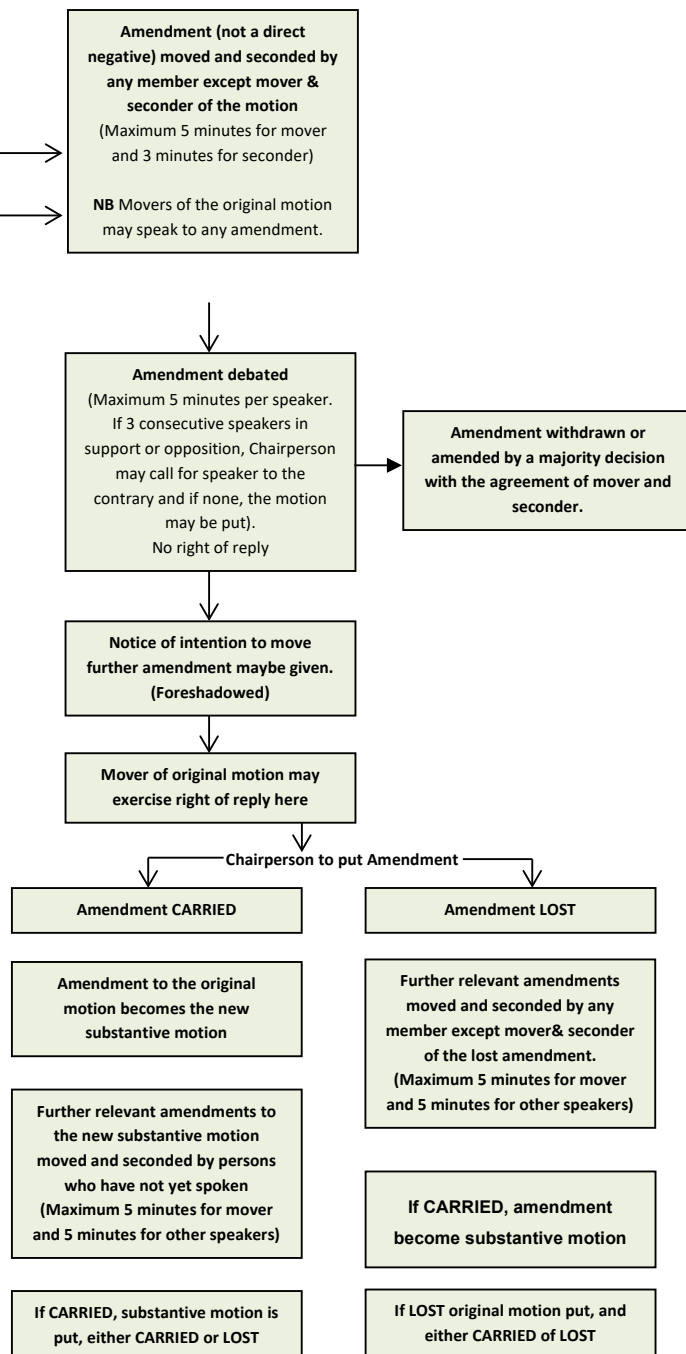 Amendment (not a direct
negative) moved and seconded by
any member except mover &
seconder of the motion
(Maximum 5 minutes for mover
and 3 minutes for seconder)
NB Movers of the original motion
may speak to any amendment.
Amendment debated
(Maximum 5 minutes per speaker.
If 3 consecutive speakers in
support or opposition, Chairperson
may call for speaker to the
contrary and if none, the motion
may be put).
No right of reply
Amendment withdrawn or
amended by a majority decision
with the agreement of mover and
seconder.
Notice of intention to move
further amendment maybe given.
(Foreshadowed)
Mover of original motion may
exercise right of reply here
Chairperson to put Amendment
Amendment CARRIED
Amendment to the original
motion becomes the new
substantive motion
Further relevant amendments to
the new substantive motion
moved and seconded by persons
who have not yet spoken
(Maximum 5 minutes for mover
and 5 minutes for other speakers)
If CARRIED, substantive motion is
put, either CARRIED or LOST
Amendment LOST
Further relevant amendments
moved and seconded by any
member except mover& seconder
of the lost amendment.
(Maximum 5 minutes for mover
and 5 minutes for other speakers)
If CARRIED, amendment
become substantive motion
If LOST original motion put, and
either CARRIED of LOST